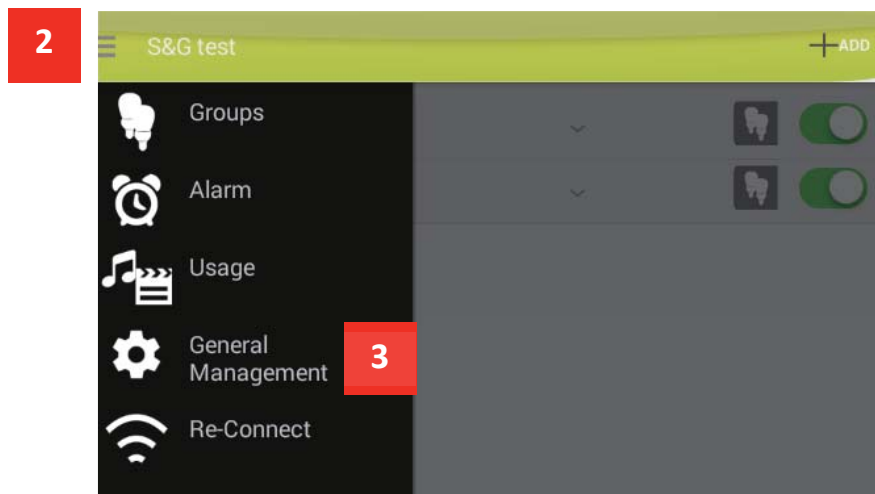 2
S&G test
ADD
Groups
Alarm
Usage
General
Management
3
Re-Connect